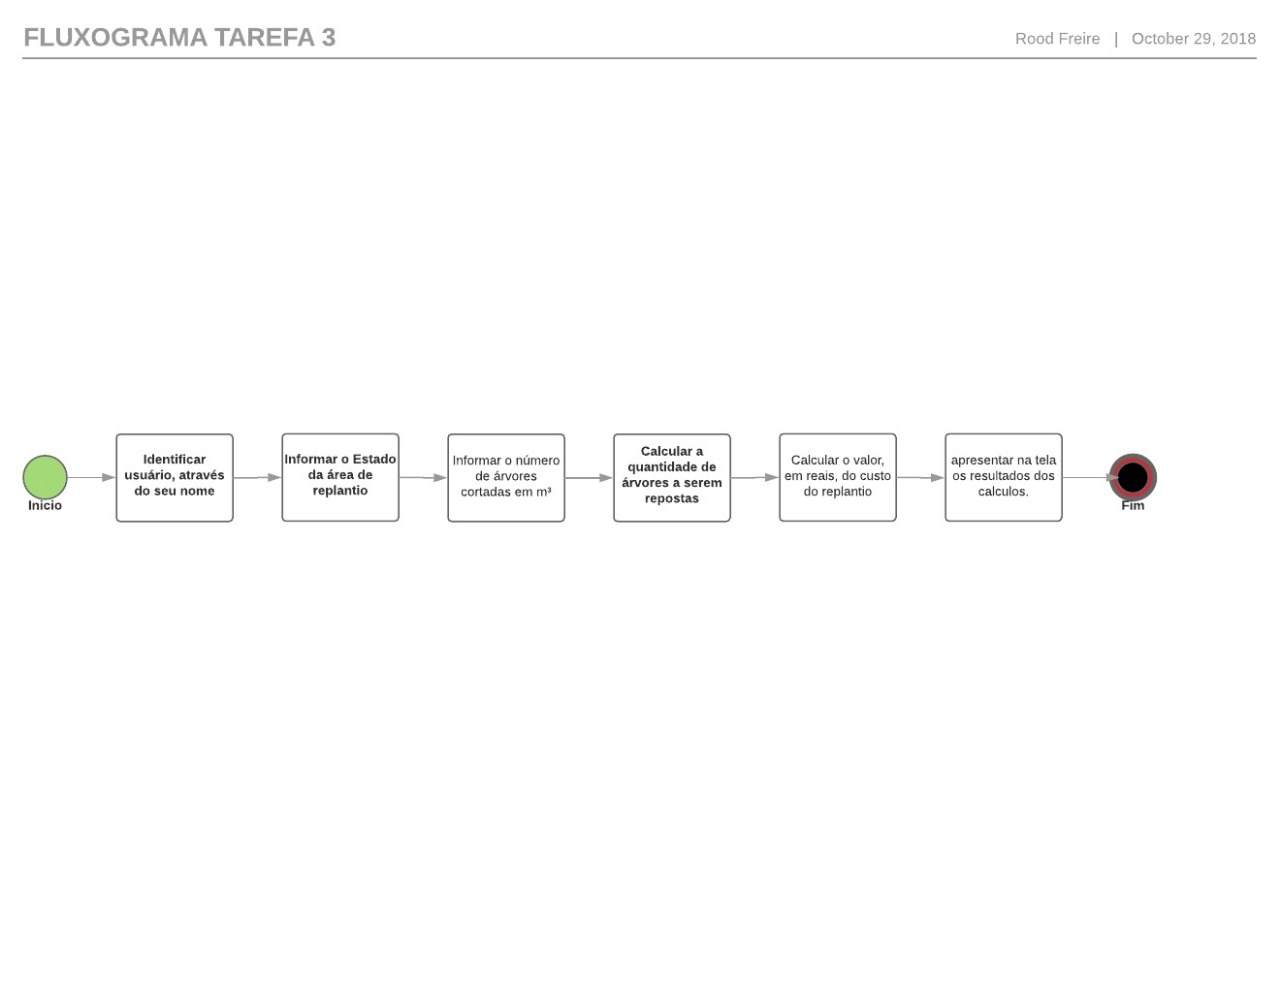 FLUXOGRAMA TAREFA 3
Rood Freire | October 29, 2018
Início
Identificar
usuário, através
do seu nome
Informar o Estado
da área de
replantio
Informar o número
de árvores
cortadas em m³
Calcular a
quantidade de
árvores a serem
repostas
Calcular o valor,
em reais, do custo
do replantio
apresentar na tela
os resultados dos
calculos.
Fim